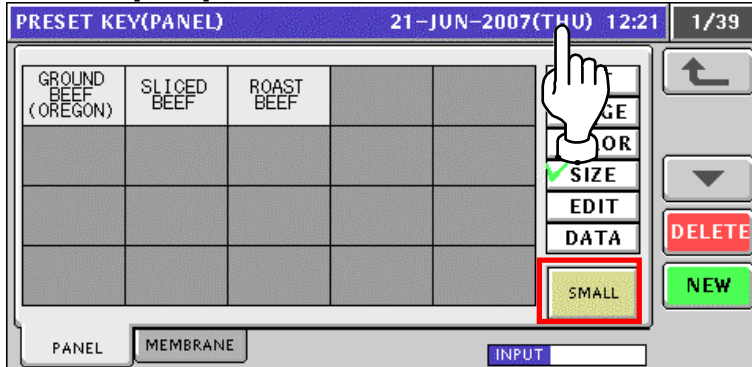 PRESET KEY(PANEL) 21-JUN-2007(THU) 12:21 1/39
GROUND
BEEF
(OREGON)
SLICED
BEEF
ROAST
BEEF
SIZE
EDIT
DATA
SMALL
DELETE
NEW
PANEL
MEMBRANE
INPUT